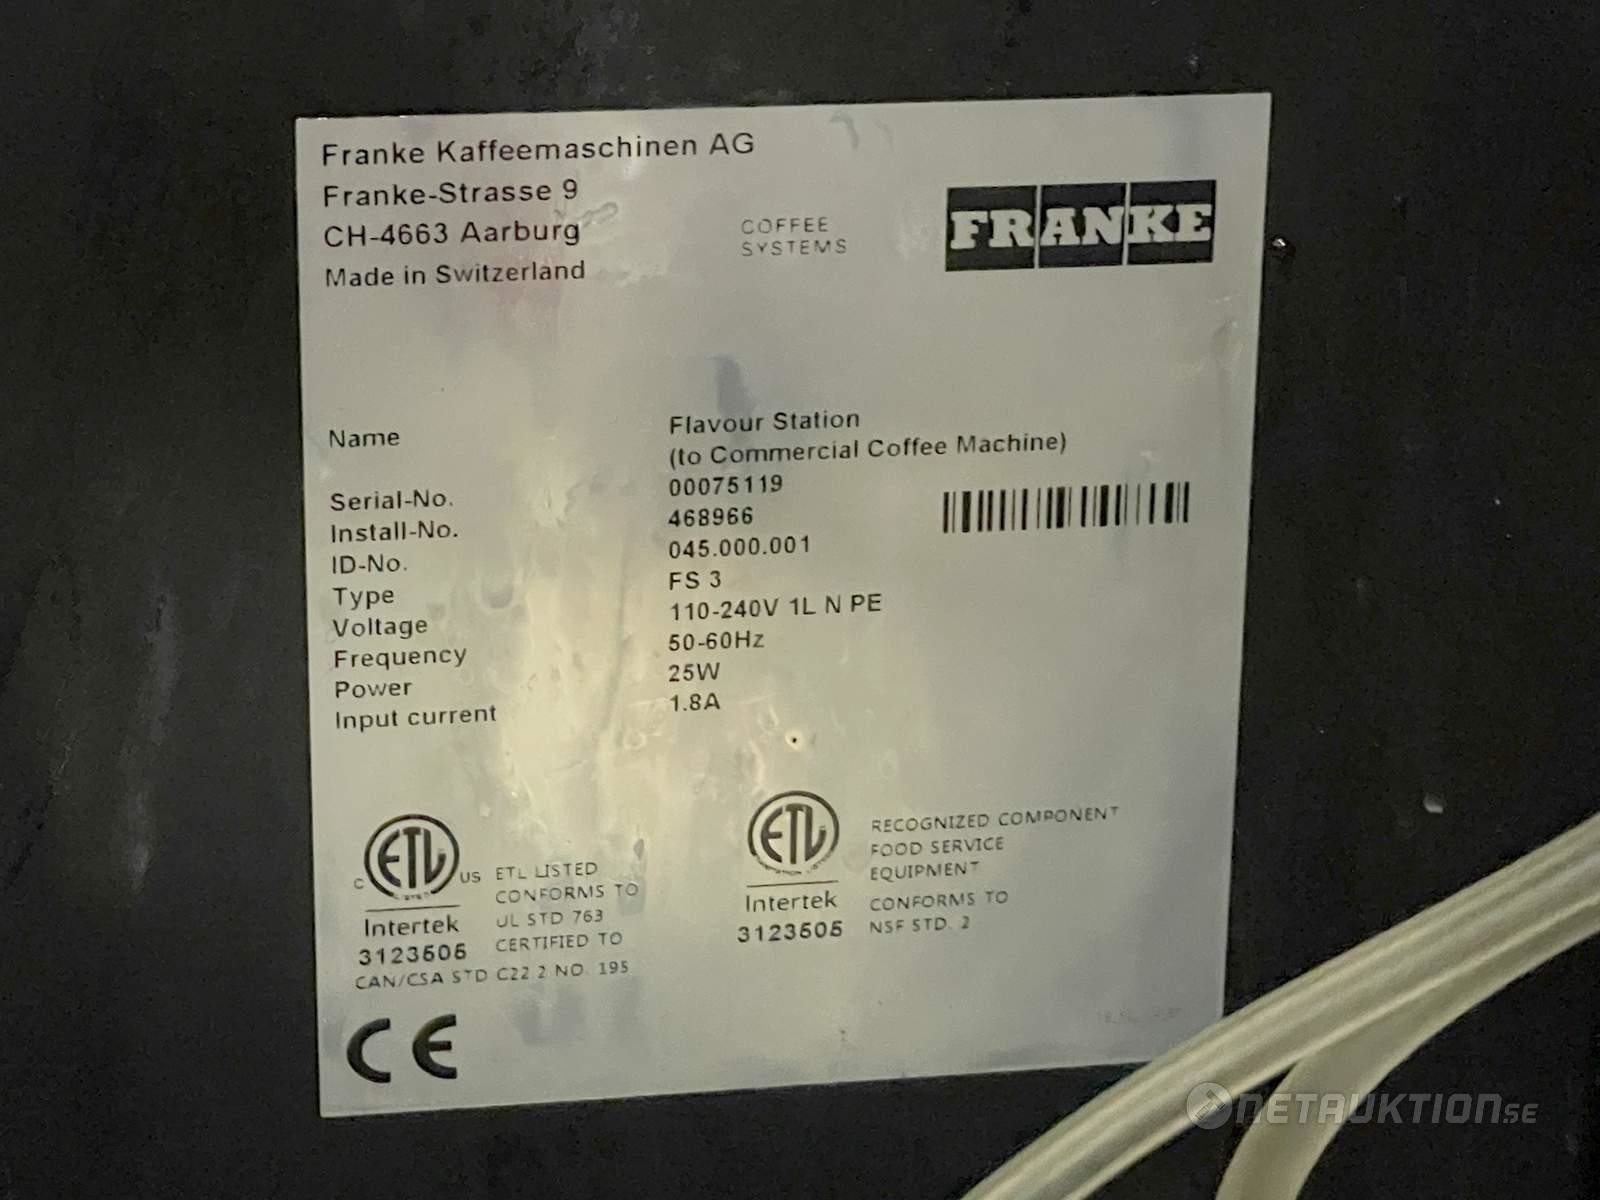 Franke Kaffeemaschinen AG
Franke-Strasse 9
CH-4663 Aarburg
Made in Switzerland
COFFEE
SYSTEMS
FRANKE
Name Flavour Station
(to Commercial Coffee Machine)
Serial-No. 00075119
Install-No. 468966
ID-No. 045.000.001
Type FS 3
Voltage 110-240V 1L N PE
Frequency 50-60Hz
Power 25W
Input current 1.8A
C ETL US
Intertek
3123505
ETL LISTED
CONFORMS TO
UL STD 763
CERTIFIED TO
CAN/CSA STD C22.2 NO. 195
ETL
Intertek
3123505
RECOGNIZED COMPONENT
FOOD SERVICE
EQUIPMENT
CONFORMS TO
NSF STD. 2
CE
NETAUKTION.SE